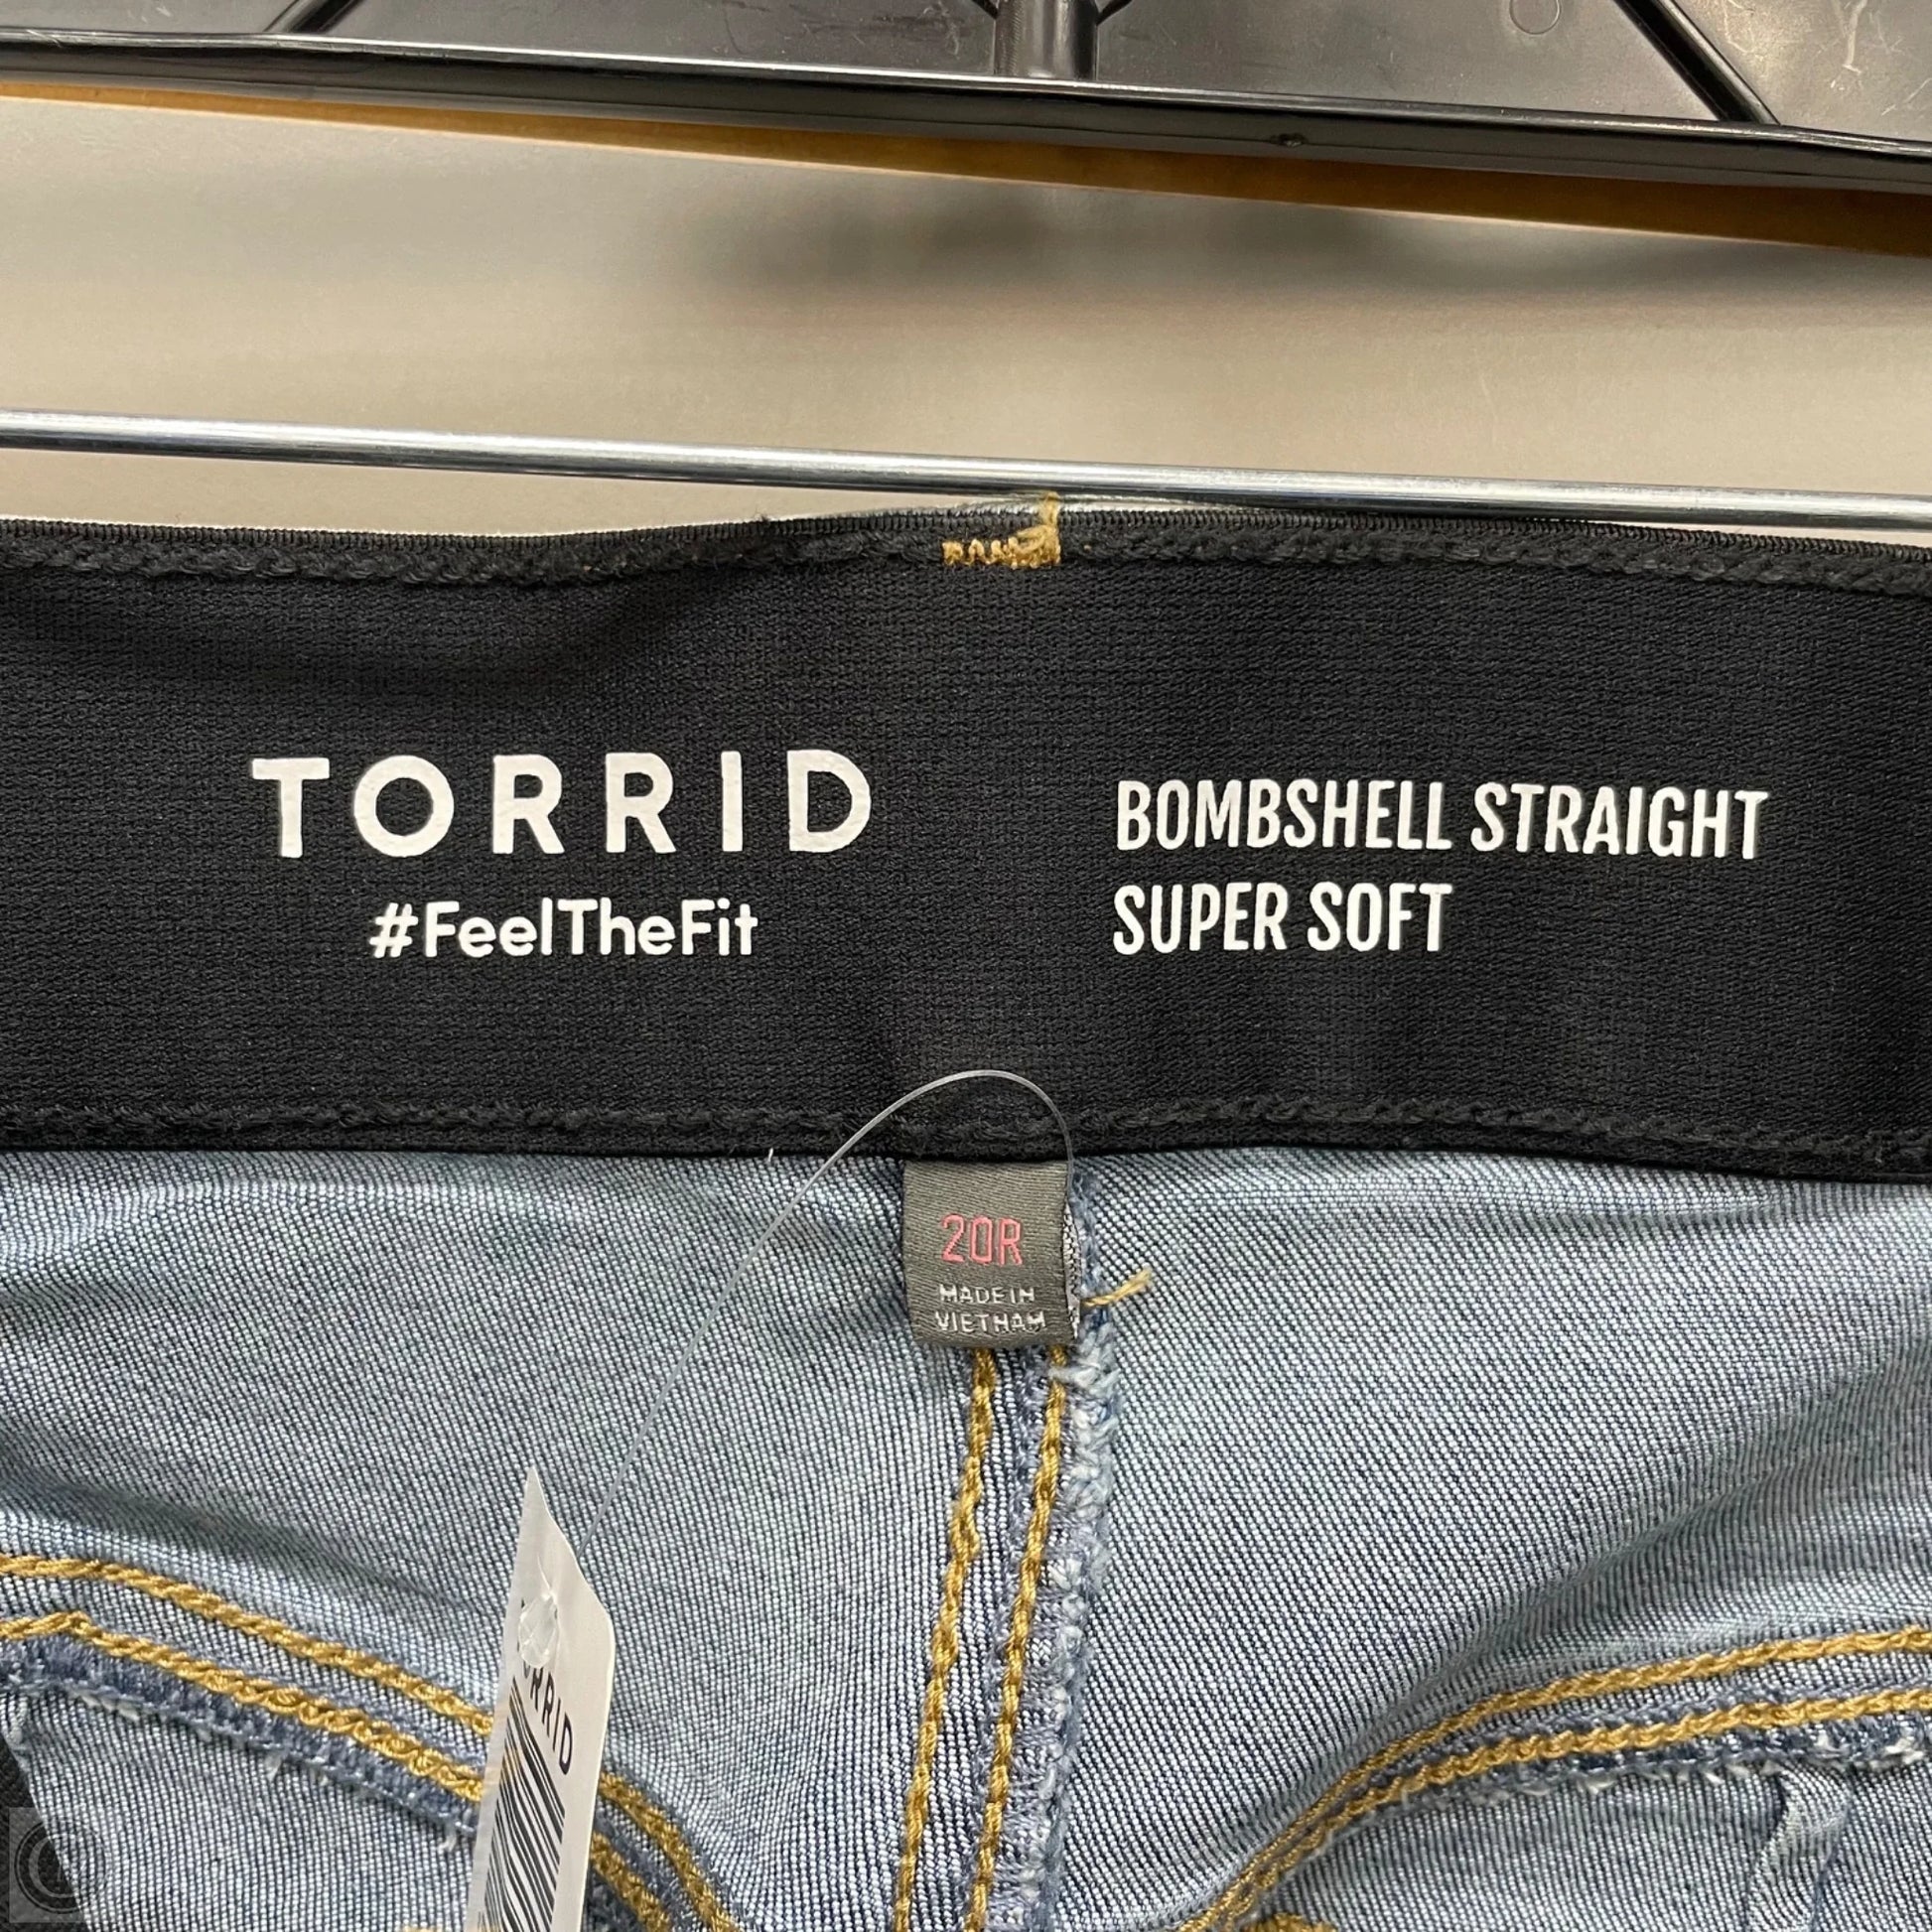 TORRID
#FeelTheFit
BOMBSHELL STRAIGHT
SUPER SOFT
20R
MADE IN
VIETNAM
TORRID